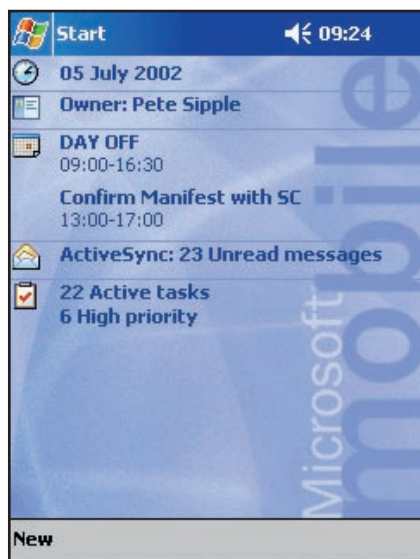 Start 09:24
05 July 2002
Owner: Pete Sipple
DAY OFF
09:00-16:30
Confirm Manifest with SC
13:00-17:00
ActiveSync: 23 Unread messages
22 Active tasks
6 High priority
Microsoft
mobile
New